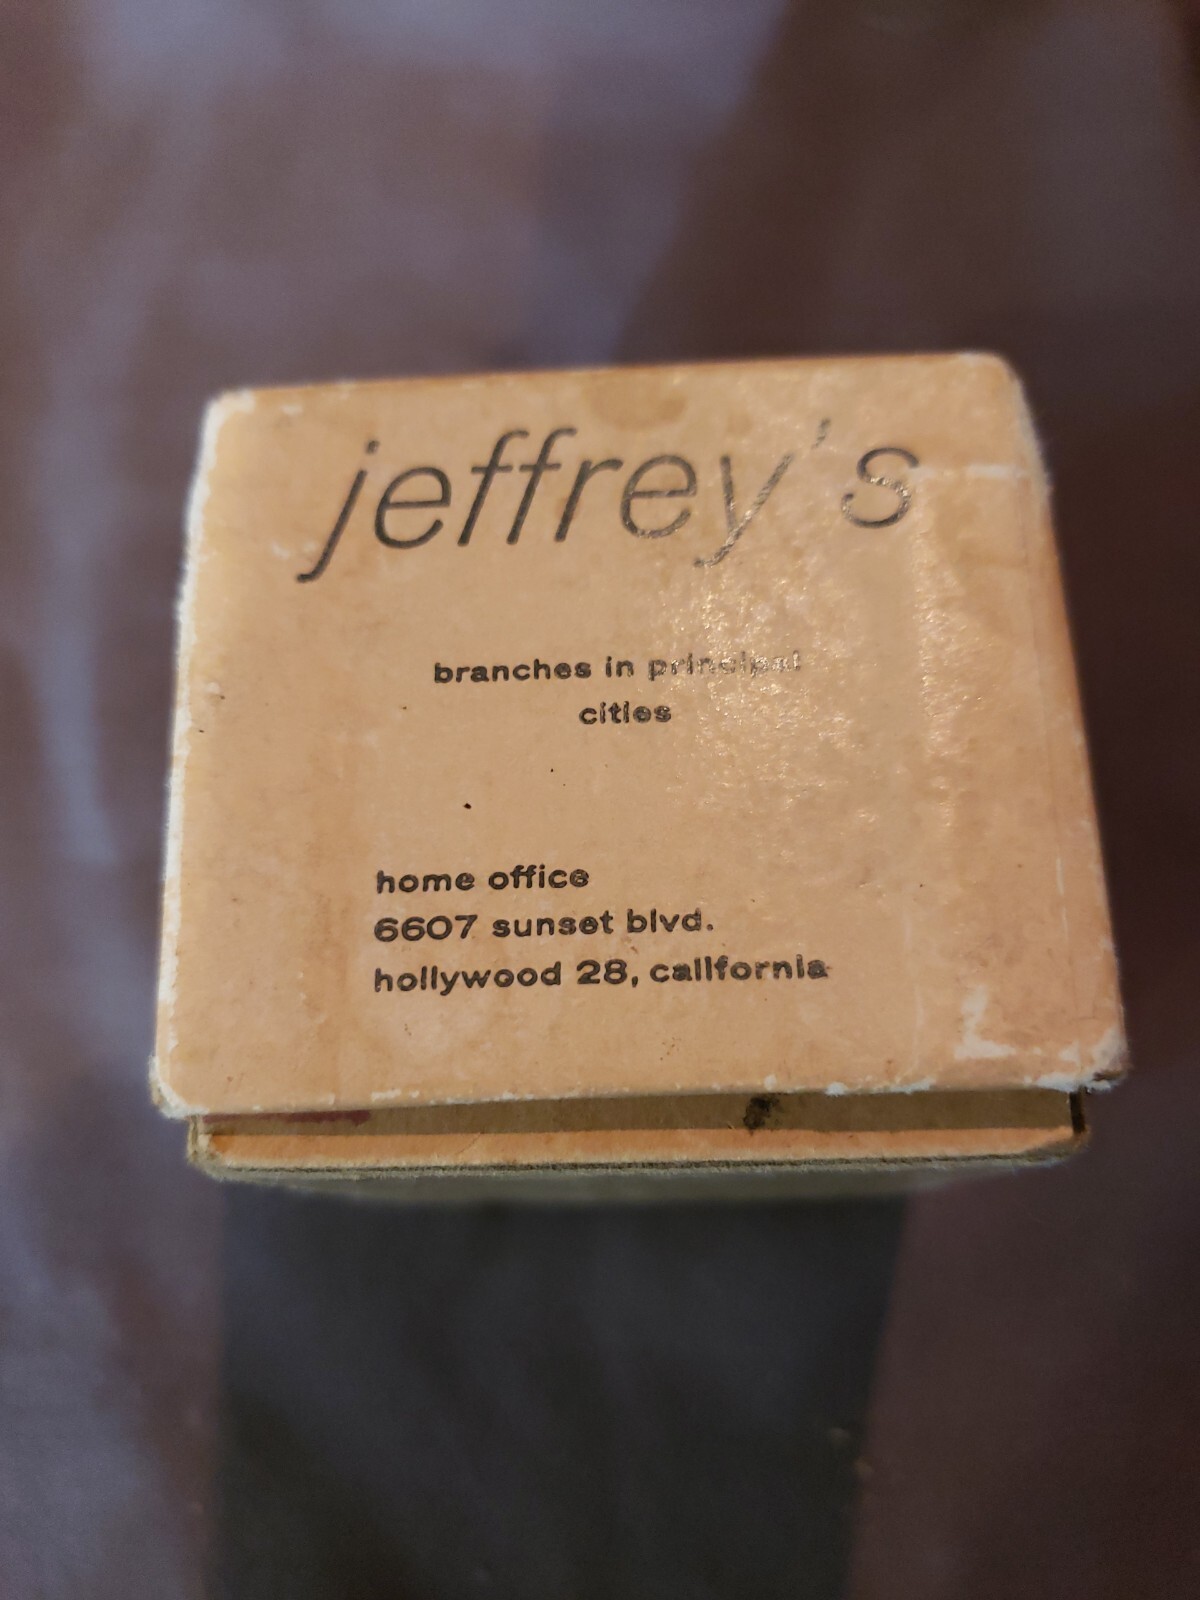 jeffrey's
branches in principal
cities
home office
6607 sunset blvd.
hollywood 28, california